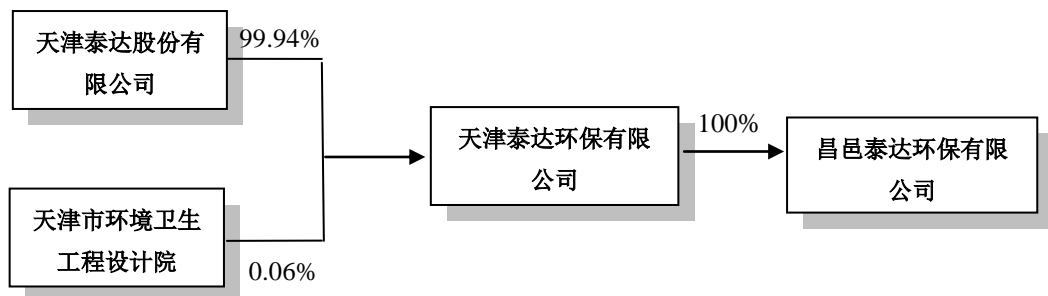 天津泰达股份有
限公司
99.94%
天津市环境卫生
工程设计院
0.06%
天津泰达环保有限
公司
100%
昌邑泰达环保有限
公司